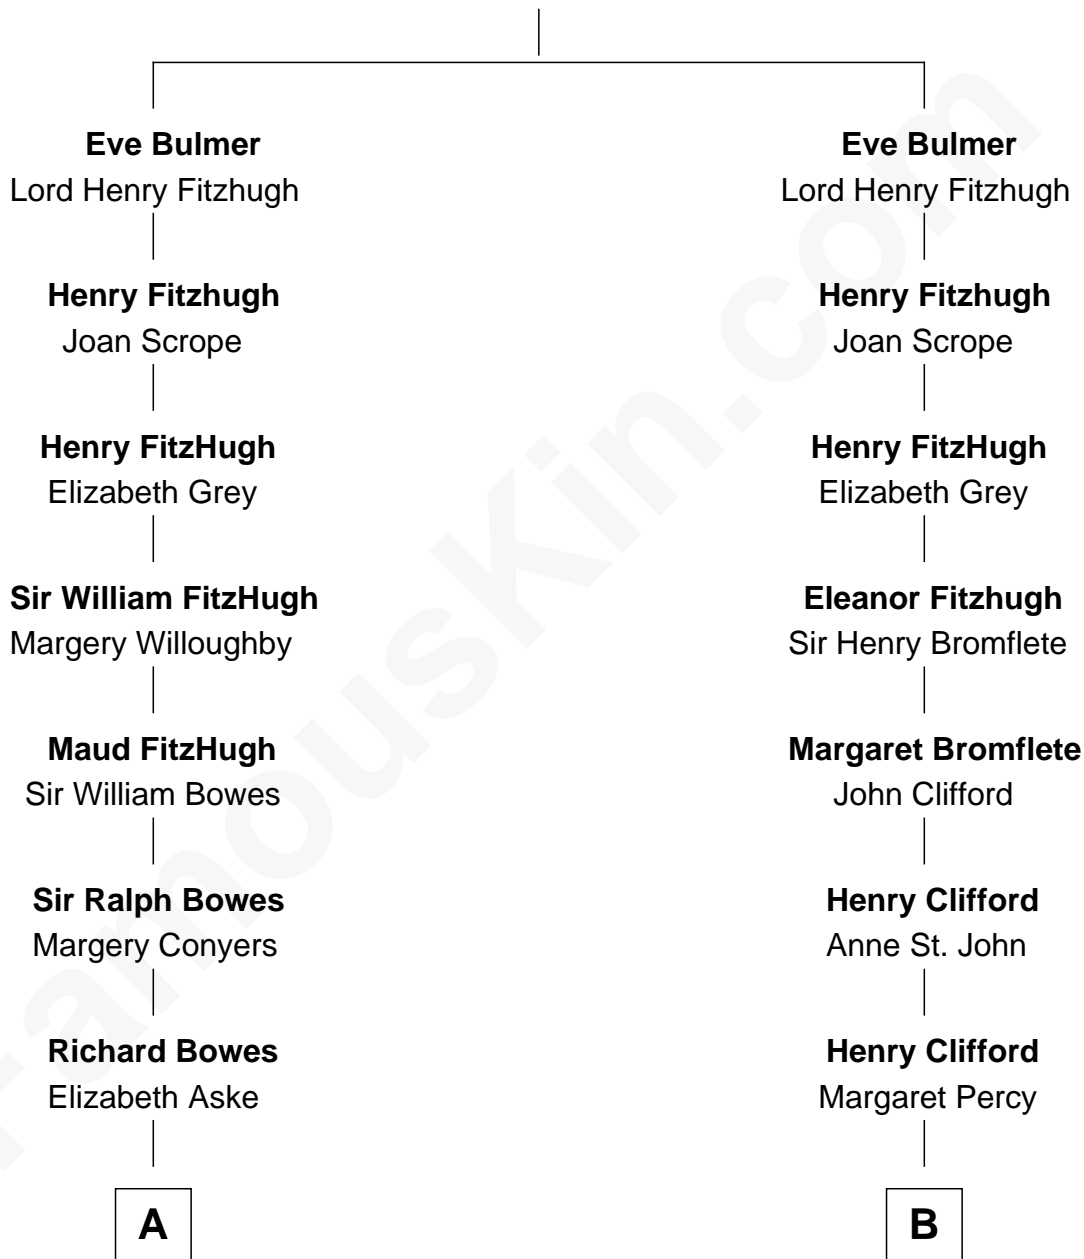 Eve Bulmer
Lord Henry Fitzhugh
Henry Fitzhugh
Joan Scrope
Henry FitzHugh
Elizabeth Grey
Sir William FitzHugh
Margery Willoughby
Maud FitzHugh
Sir William Bowes
Sir Ralph Bowes
Margery Conyers
Richard Bowes
Elizabeth Aske
A
Eve Bulmer
Lord Henry Fitzhugh
Henry Fitzhugh
Joan Scrope
Henry FitzHugh
Elizabeth Grey
Eleanor Fitzhugh
Sir Henry Bromflete
Margaret Bromflete
John Clifford
Henry Clifford
Anne St. John
Henry Clifford
Margaret Percy
B
FamousKin.com